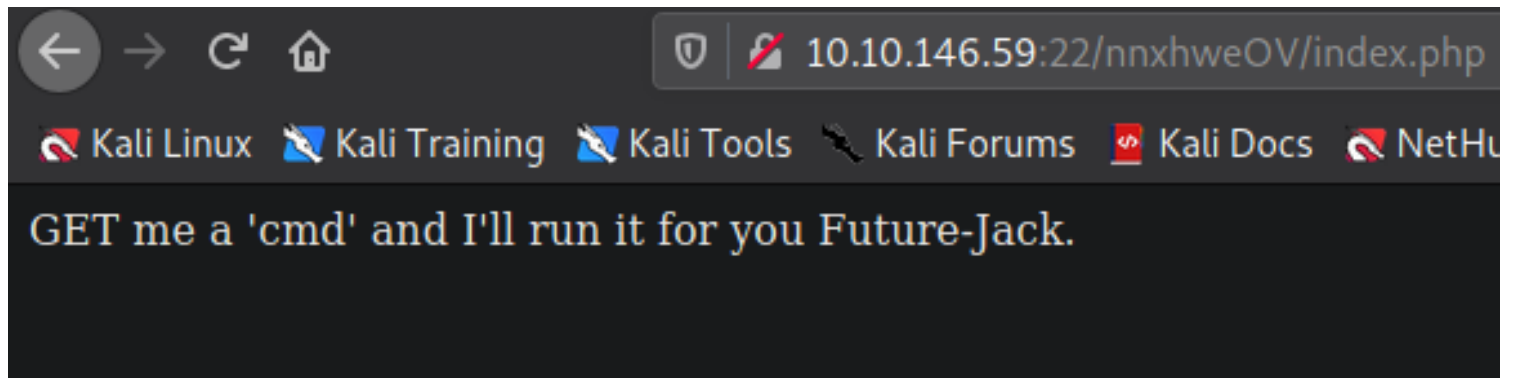 10.10.146.59:22/nnxhweOV/index.php
Kali Linux Kali Training Kali Tools Kali Forums Kali Docs NetHu
GET me a 'cmd' and I'll run it for you Future-Jack.